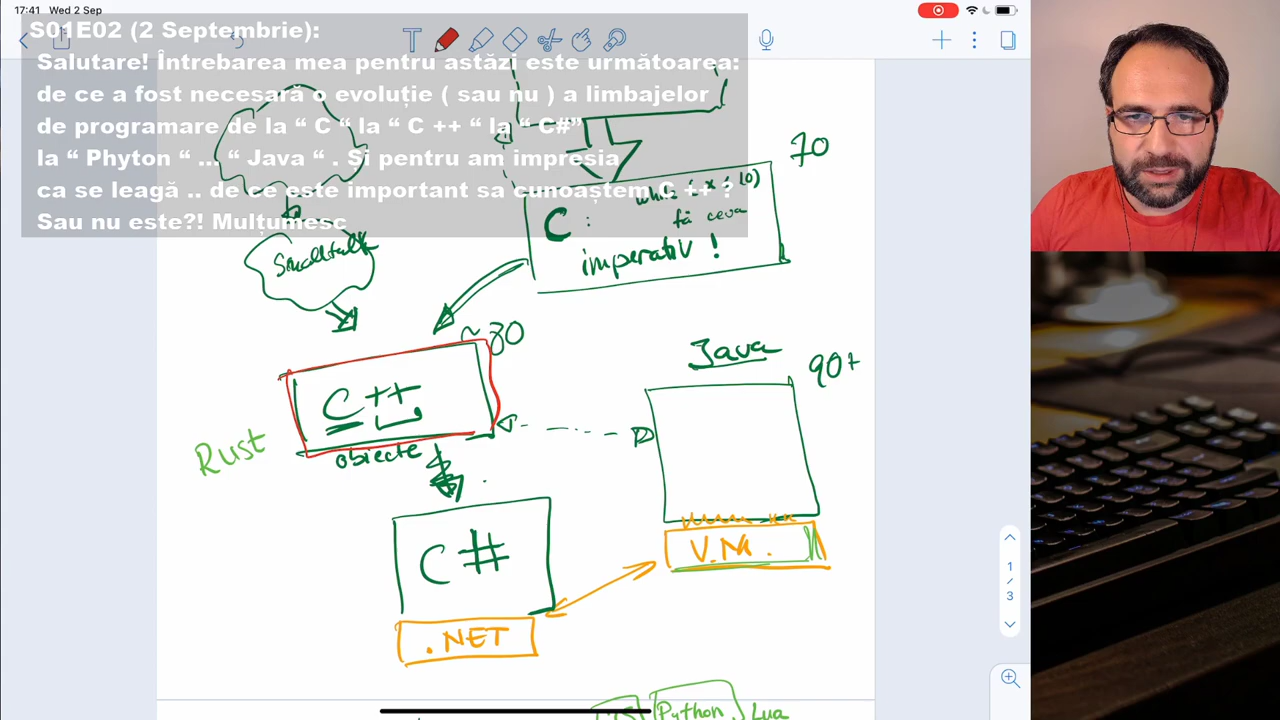 17:41 Wed 2 Sep
S01E02 (2 Septembrie):
Salutare! Întrebarea mea pentru astăzi este următoarea:
de ce a fost necesară o evoluție ( sau nu ) a limbajelor
de programare de la “ C “ la “ C ++ “ la “ C#”
la “ Phyton “ ... “ Java “ . Și pentru am impresia
ca se leagă .. de ce este important sa cunoaștem C ++ ?
Sau nu este?! Mulțumesc
70
C :
fă ceva
imperativ !
Smalltalk
~ 80
Java
90+
C++
Rust
obiecte
C#
V.M.
.NET
1
/
3
Python
Lua